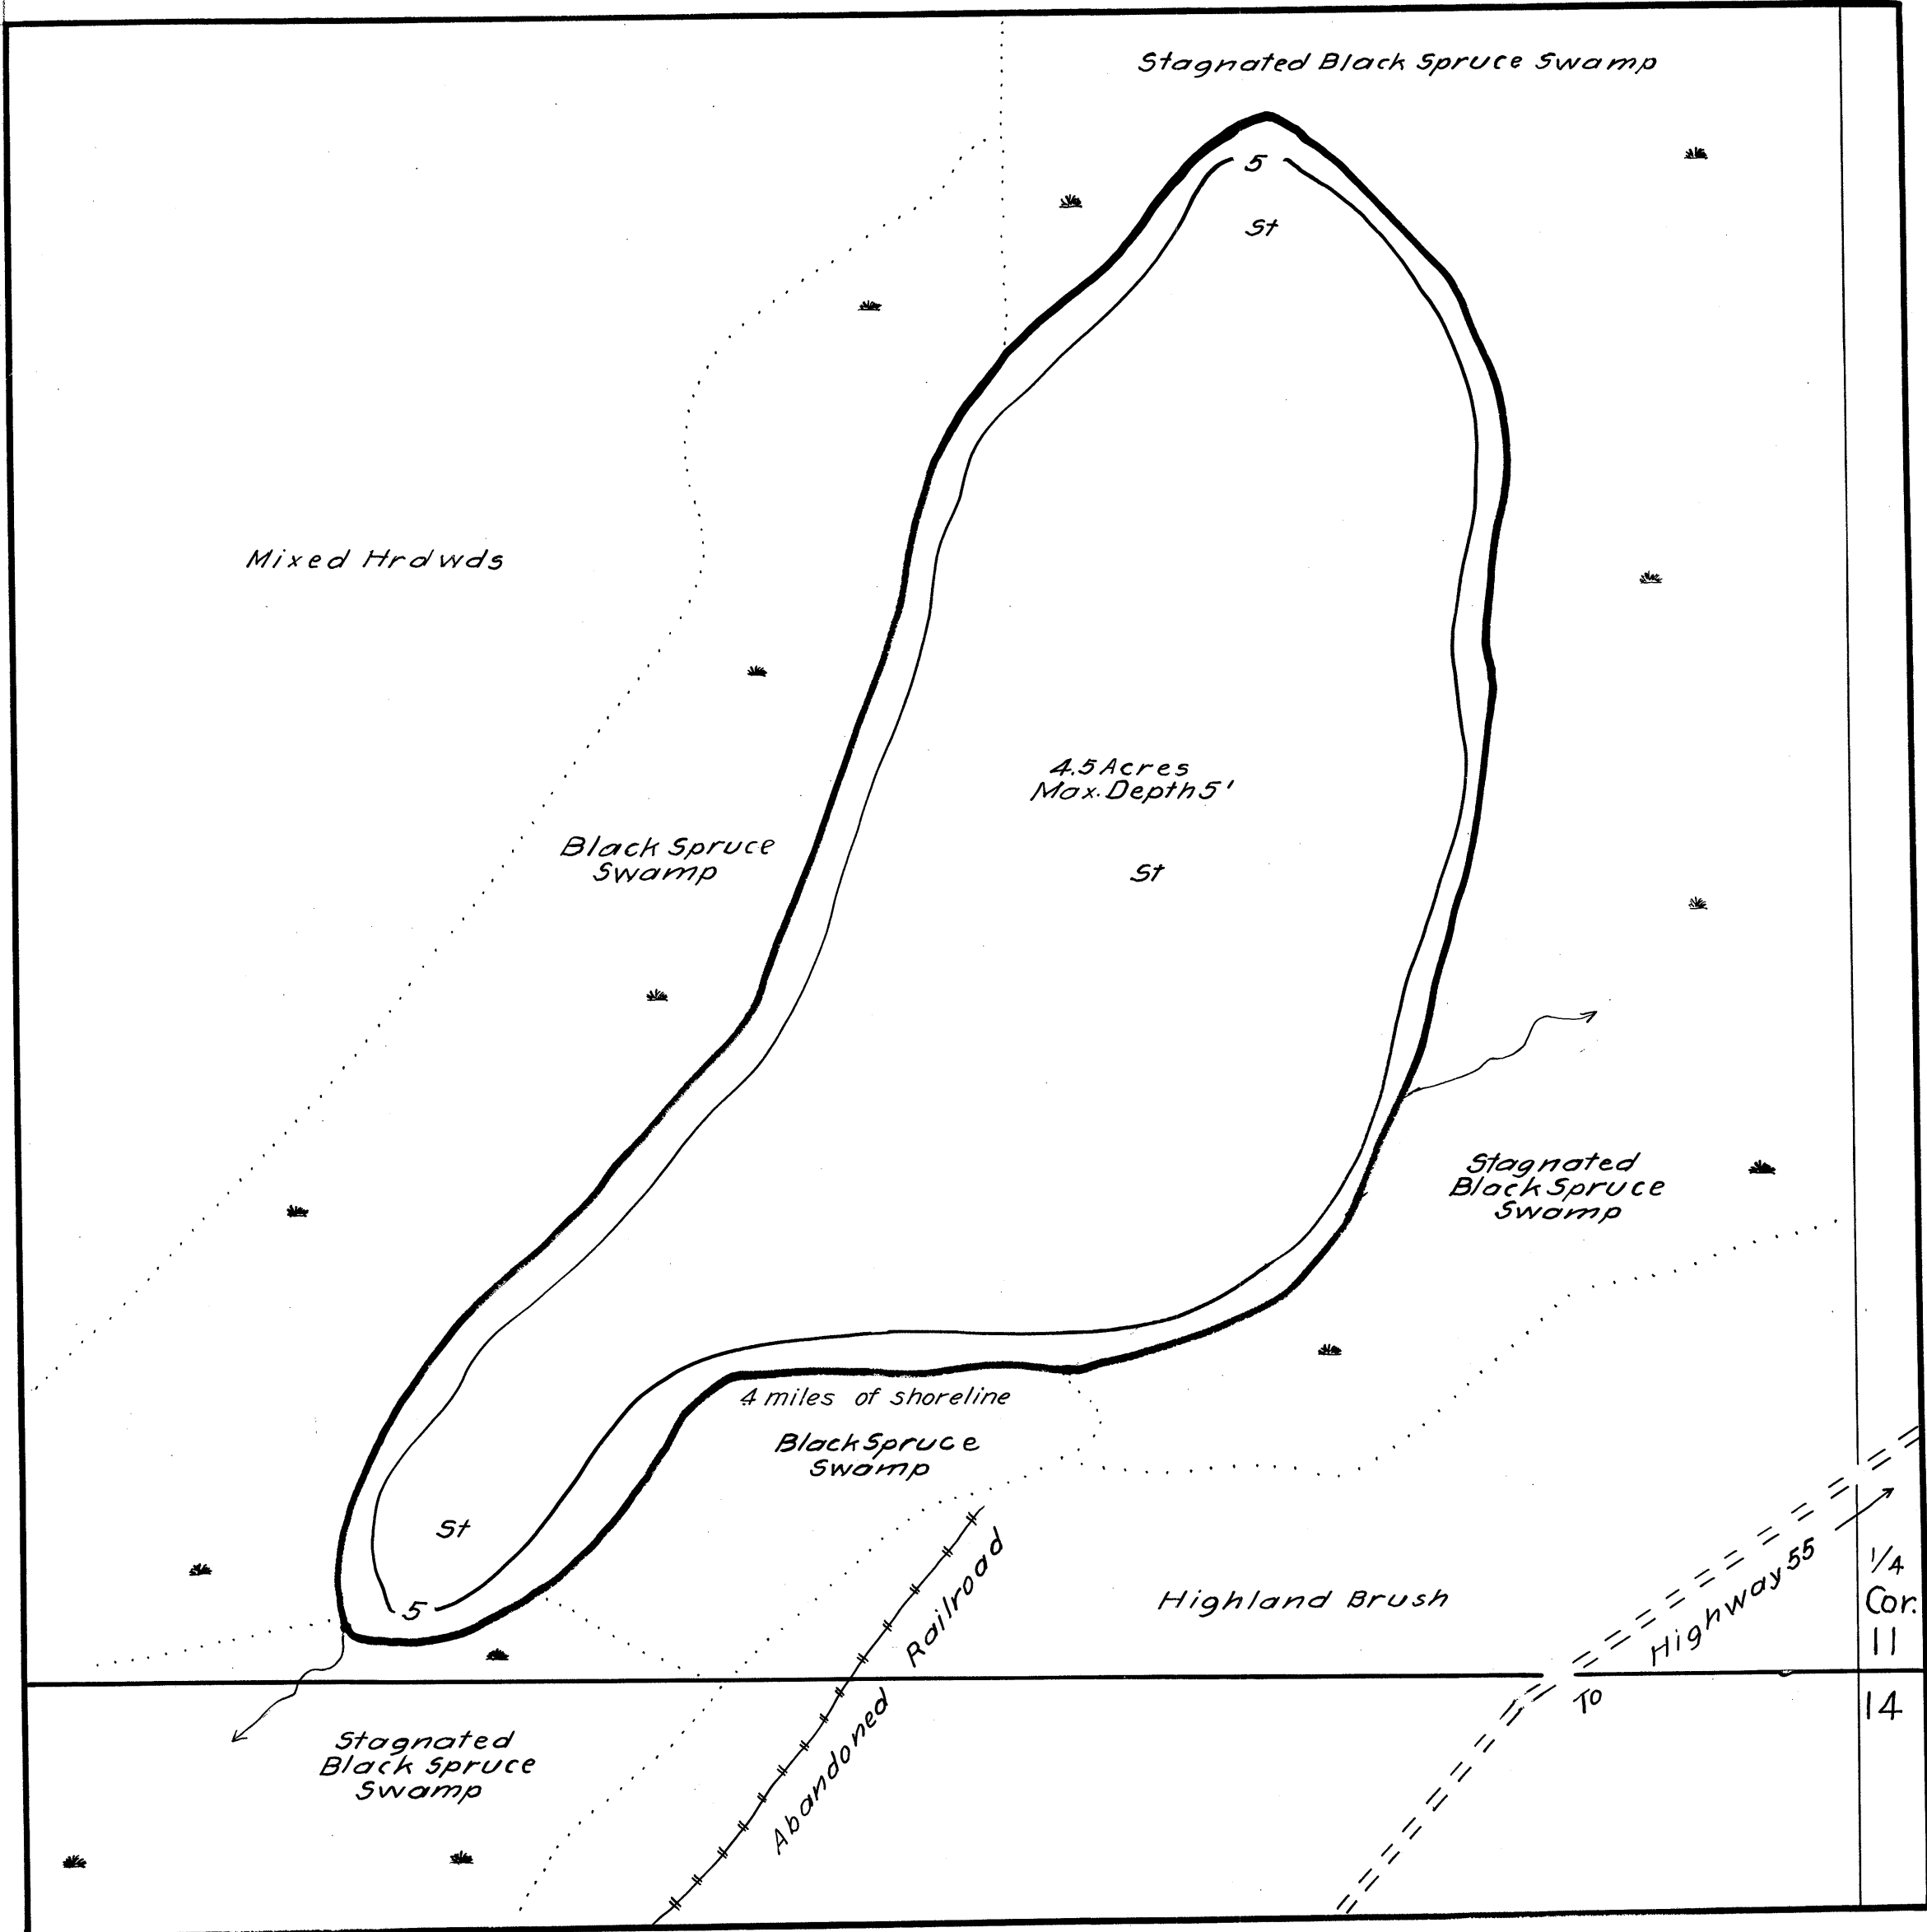 Stagnated Black Spruce Swamp
5
St
Mixed Hrdwds
4.5 Acres
Max. Depth 5'
Black Spruce
Swamp
St
Stagnated
Black Spruce
Swamp
4 miles of shoreline
Black Spruce
Swamp
St
5
Abandoned Railroad
Highland Brush
To Highway 55
1/4
Cor.
11
14
Stagnated
Black Spruce
Swamp